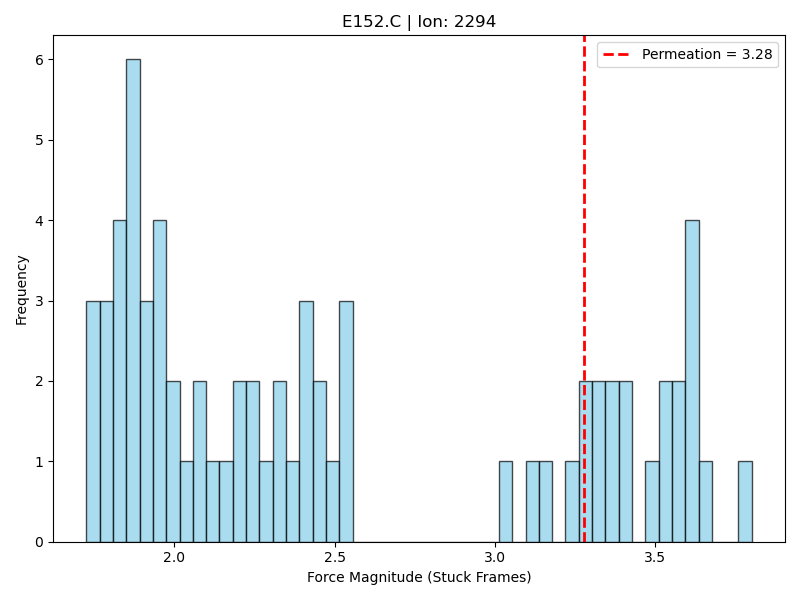 E152.C | Ion: 2294
Permeation = 3.28
Frequency
6
5
4
3
2
1
0
2.0
2.5
3.0
3.5
Force Magnitude (Stuck Frames)